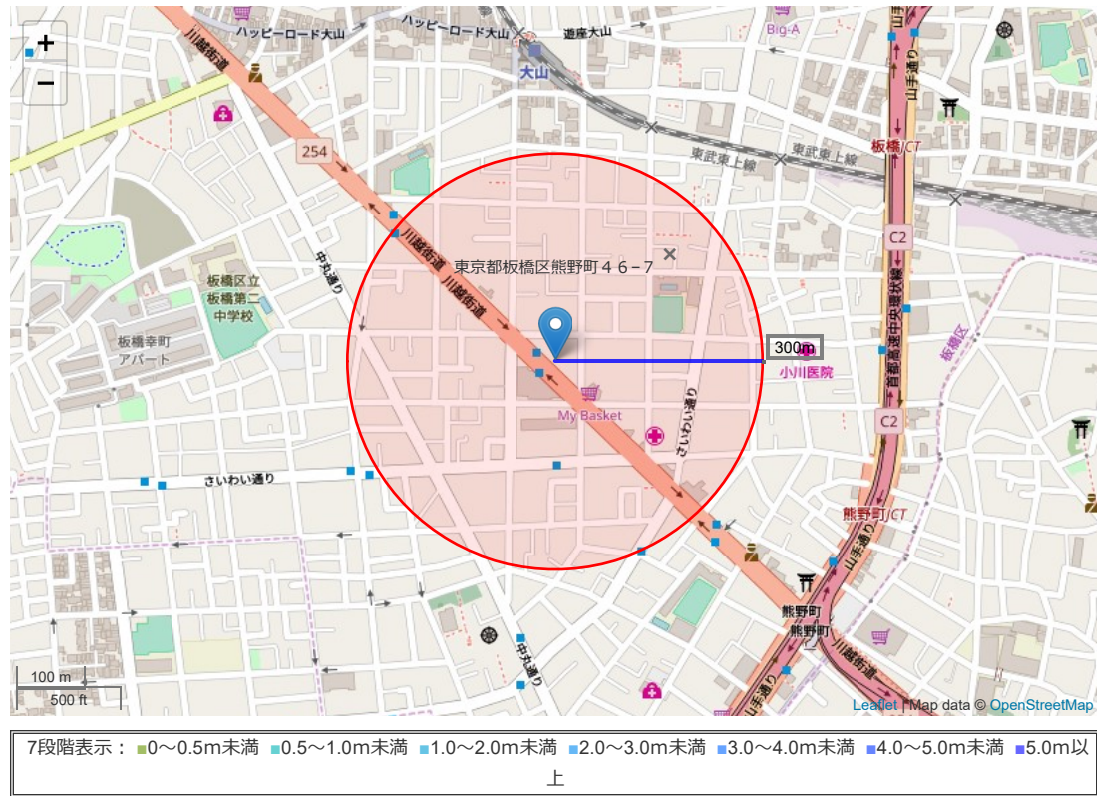 +
−
川越街道
ハッピーロード大山
ハッピーロード大山
遊座大山
Big-A
大山
山手通り
山手通り
254
板橋JCT
東武東上線
東武東上線
C2
川越街道
川越街道
中丸通り
東京都板橋区熊野町４６−７
板橋区立
板橋第二
中学校
板橋幸町
アパート
300m
小川医院
首都高速中央環状線
板橋区
My Basket
さいわい通り
C2
さいわい通り
熊野町JCT
山手通り
熊野町
熊野町
中丸通り
川越街道
山手通り
100 m
500 ft
Leaflet | Map data © OpenStreetMap
7段階表示： ■0～0.5m未満 ■0.5～1.0m未満 ■1.0～2.0m未満 ■2.0～3.0m未満 ■3.0～4.0m未満 ■4.0～5.0m未満 ■5.0m以
上